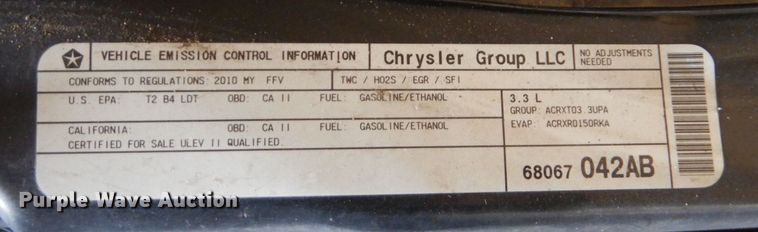 VEHICLE EMISSION CONTROL INFORMATION
Chrysler Group LLC
NO ADJUSTMENTS
NEEDED
CONFORMS TO REGULATIONS: 2010 MY FFV
TWC / HO2S / EGR / SFI
U.S. EPA: T2 B4 LDT OBD: CA II FUEL: GASOLINE/ETHANOL
CALIFORNIA: OBD: CA II FUEL: GASOLINE/ETHANOL
CERTIFIED FOR SALE ULEV II QUALIFIED.
3.3 L
GROUP: ACRXT03.3UPA
EVAP: ACRXR0150RKA
68067 042AB
Purple Wave Auction